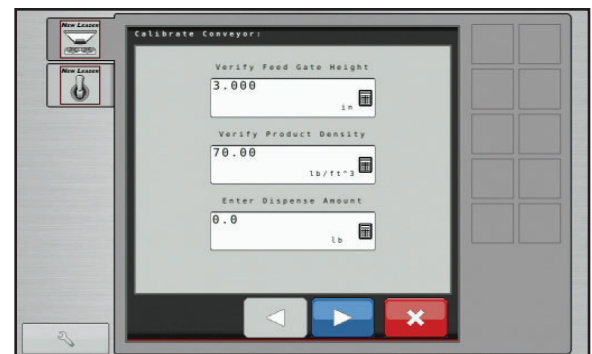 New Leader
New Leader
Calibrate Conveyor:
Verify Feed Gate Height
3.000
in
Verify Product Density
70.00
lb/ft^3
Enter Dispense Amount
0.0
lb